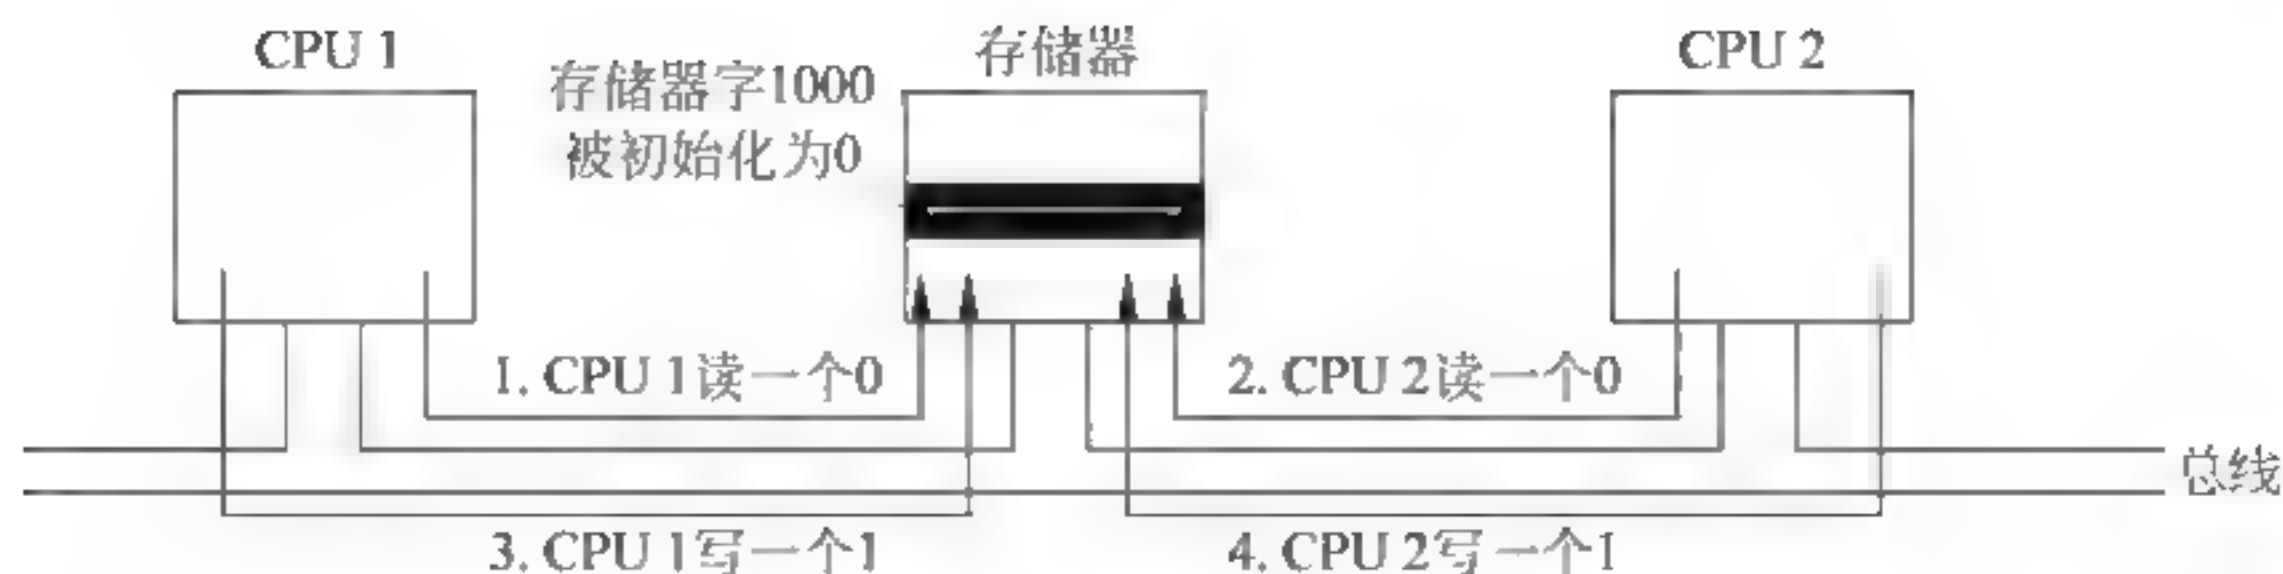 CPU 1
存储器
CPU 2
存储器字1000
被初始化为0
1. CPU 1读一个0
2. CPU 2读一个0
总线
3. CPU 1写一个1
4. CPU 2写一个1